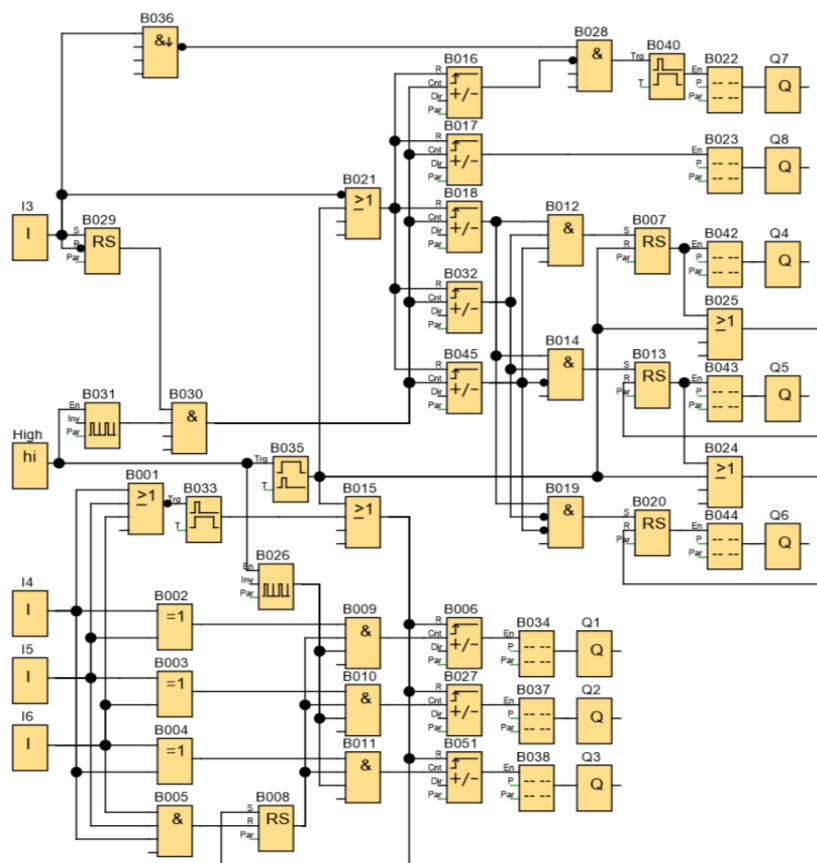 B036
&↓
B028
&
B040
Trg
T
B022
En
P
Par
Q7
Q
B016
R
Cnt
Dir
Par
+/-
B017
R
Cnt
Dir
Par
+/-
B023
En
P
Par
Q8
Q
B021
≥1
B018
R
Cnt
Dir
Par
+/-
B012
&
B007
S
R
Par
RS
B042
En
P
Par
Q4
Q
I3
I
B029
S
R
Par
RS
B032
R
Cnt
Dir
Par
+/-
B025
≥1
B014
&
B013
S
R
Par
RS
B043
En
P
Par
Q5
Q
B045
R
Cnt
Dir
Par
+/-
B031
En
Inv
Par
B030
&
High
hi
B035
Trg
T
B024
≥1
B001
≥1
B033
Trg
T
B015
≥1
B019
&
B020
S
R
Par
RS
B044
En
P
Par
Q6
Q
B026
En
Inv
Par
I4
I
B002
=1
B009
&
B006
R
Cnt
Dir
Par
+/-
B034
En
P
Par
Q1
Q
I5
I
B003
=1
B010
&
B027
R
Cnt
Dir
Par
+/-
B037
En
P
Par
Q2
Q
I6
I
B004
=1
B011
&
B051
R
Cnt
Dir
Par
+/-
B038
En
P
Par
Q3
Q
B005
&
B008
S
R
Par
RS